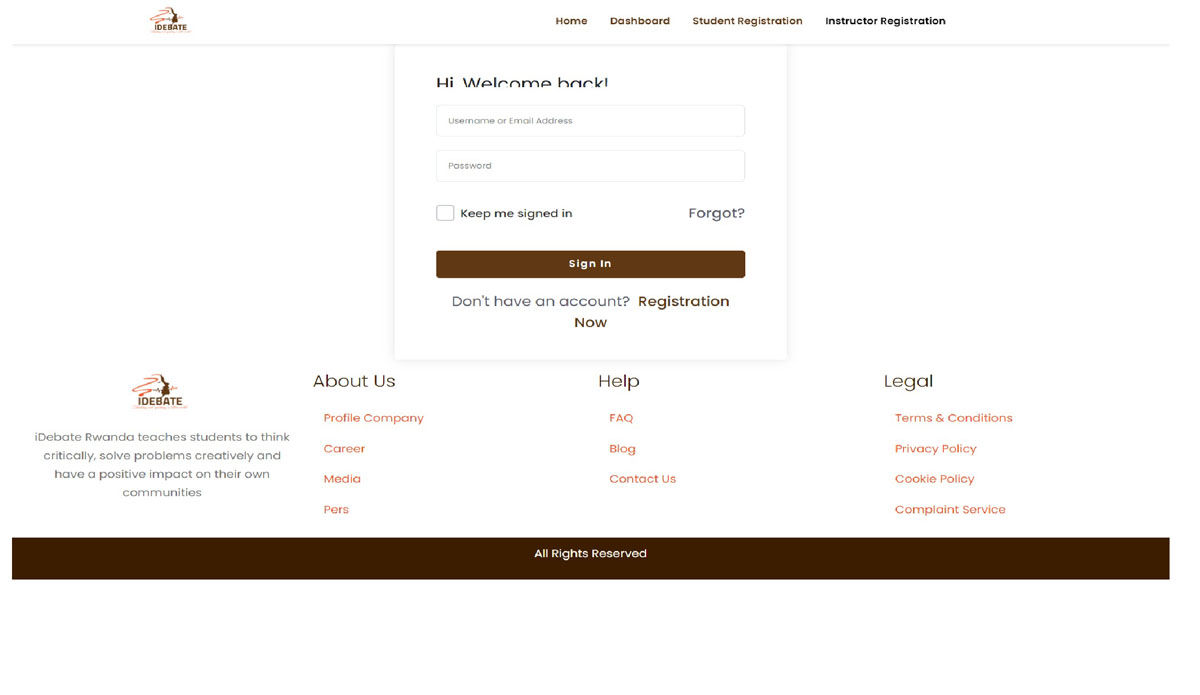 iDEBATE
Home
Dashboard
Student Registration
Instructor Registration
Hi, Welcome back!
Username or Email Address
Password
Keep me signed in
Forgot?
Sign In
Don't have an account? Registration
Now
iDEBATE
iDebate Rwanda teaches students to think
critically, solve problems creatively and
have a positive impact on their own
communities
About Us
Profile Company
Career
Media
Pers
Help
FAQ
Blog
Contact Us
Legal
Terms & Conditions
Privacy Policy
Cookie Policy
Complaint Service
All Rights Reserved